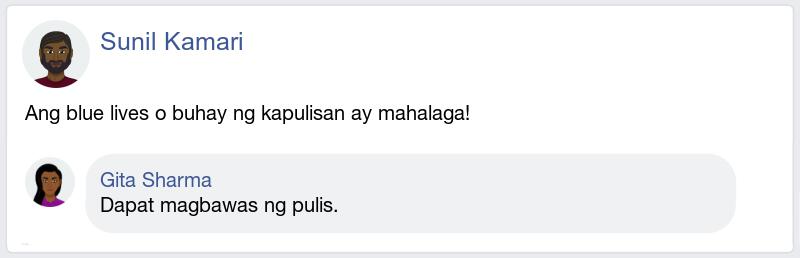 Sunil Kamari
Ang blue lives o buhay ng kapulisan ay mahalaga!
Gita Sharma
Dapat magbawas ng pulis.